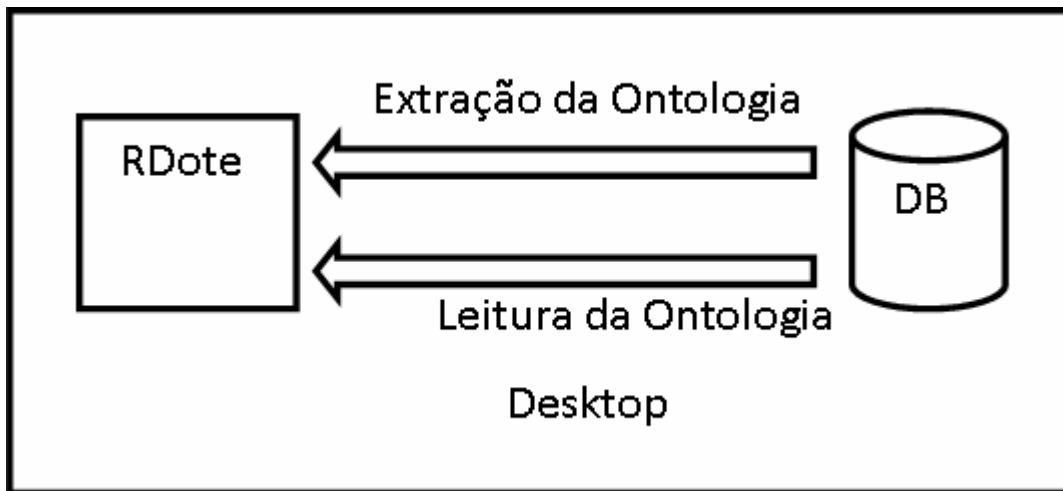 Extração da Ontologia
RDote
DB
Leitura da Ontologia
Desktop